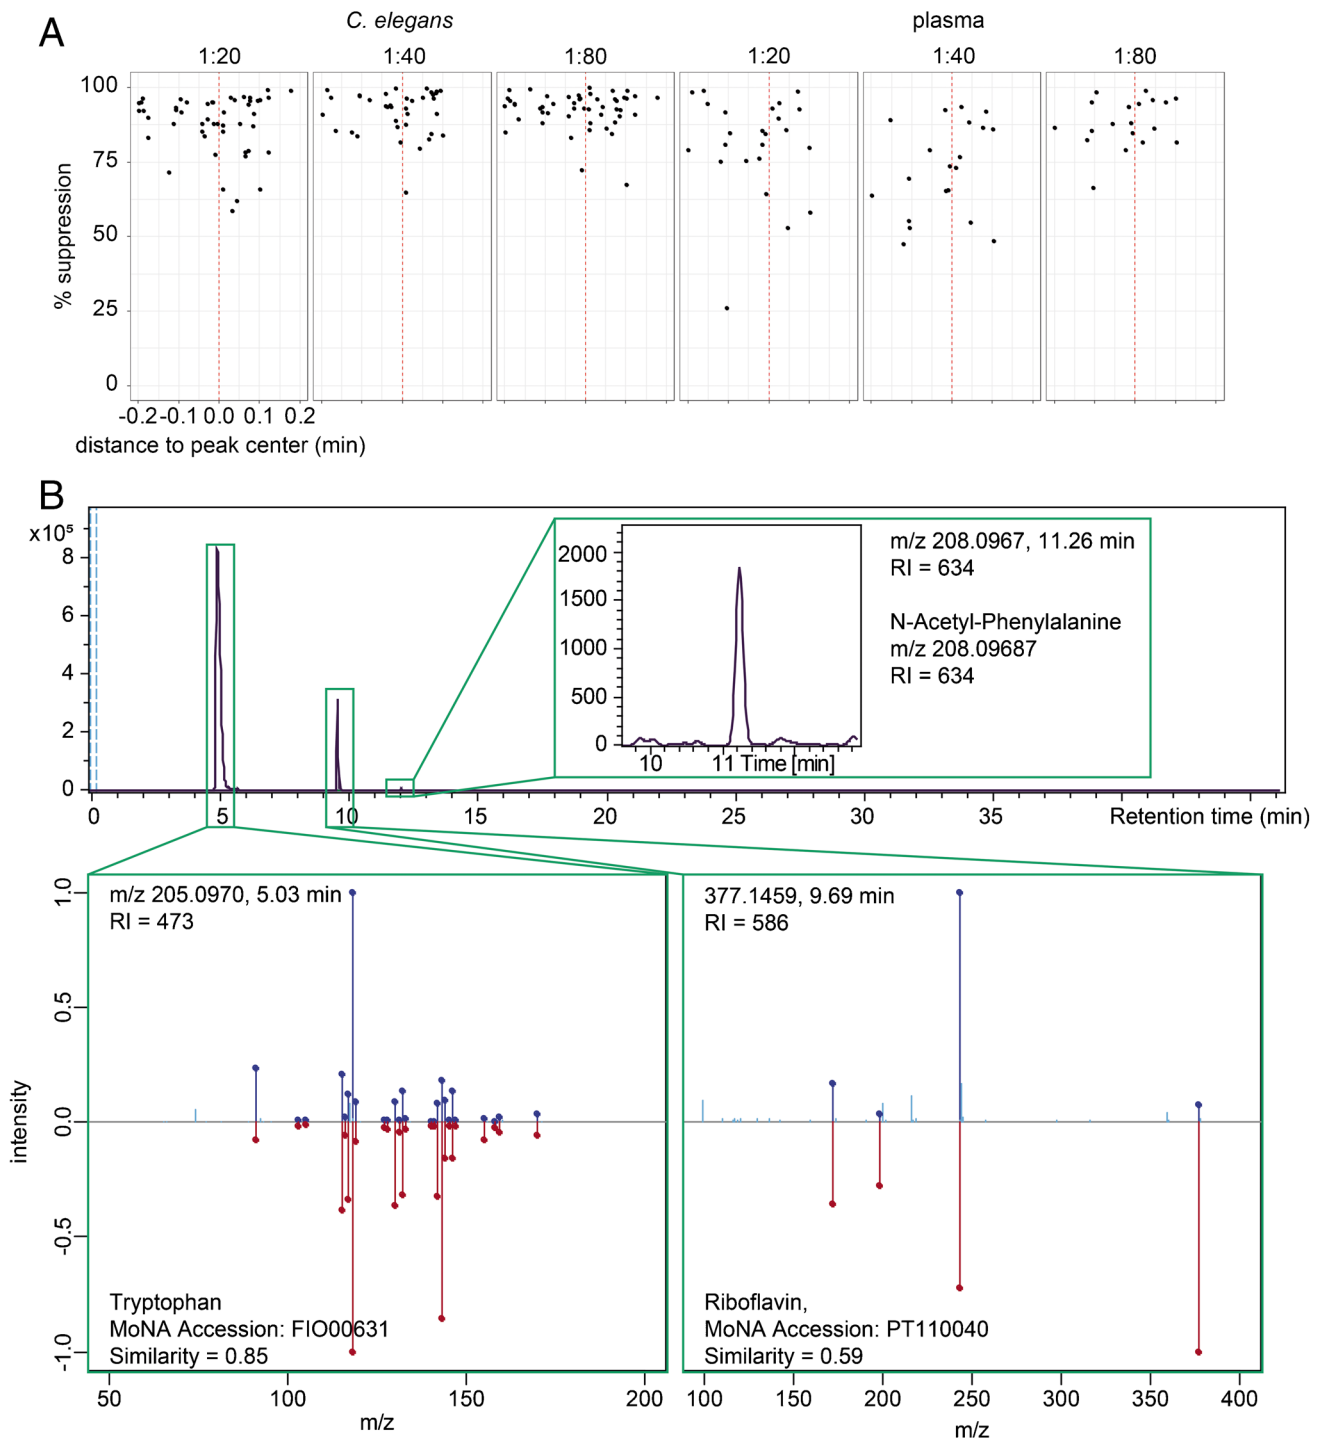 A
C. elegans
plasma
1:20 1:40 1:80 1:20 1:40 1:80
% suppression
100
75
50
25
0
-0.2 -0.1 0.0 0.1 0.2
distance to peak center (min)
B
x10⁵
8
6
4
2
0
0 5 10 15 20 25 30 35 Retention time (min)
2000
1500
1000
500
0
10 11 Time [min]
m/z 208.0967, 11.26 min
RI = 634
N-Acetyl-Phenylalanine
m/z 208.09687
RI = 634
intensity
1.0
0.5
0.0
-0.5
-1.0
m/z 205.0970, 5.03 min
RI = 473
Tryptophan
MoNA Accession: FIO00631
Similarity = 0.85
50 100 150 200
m/z
377.1459, 9.69 min
RI = 586
Riboflavin,
MoNA Accession: PT110040
Similarity = 0.59
100 150 200 250 300 350 400
m/z